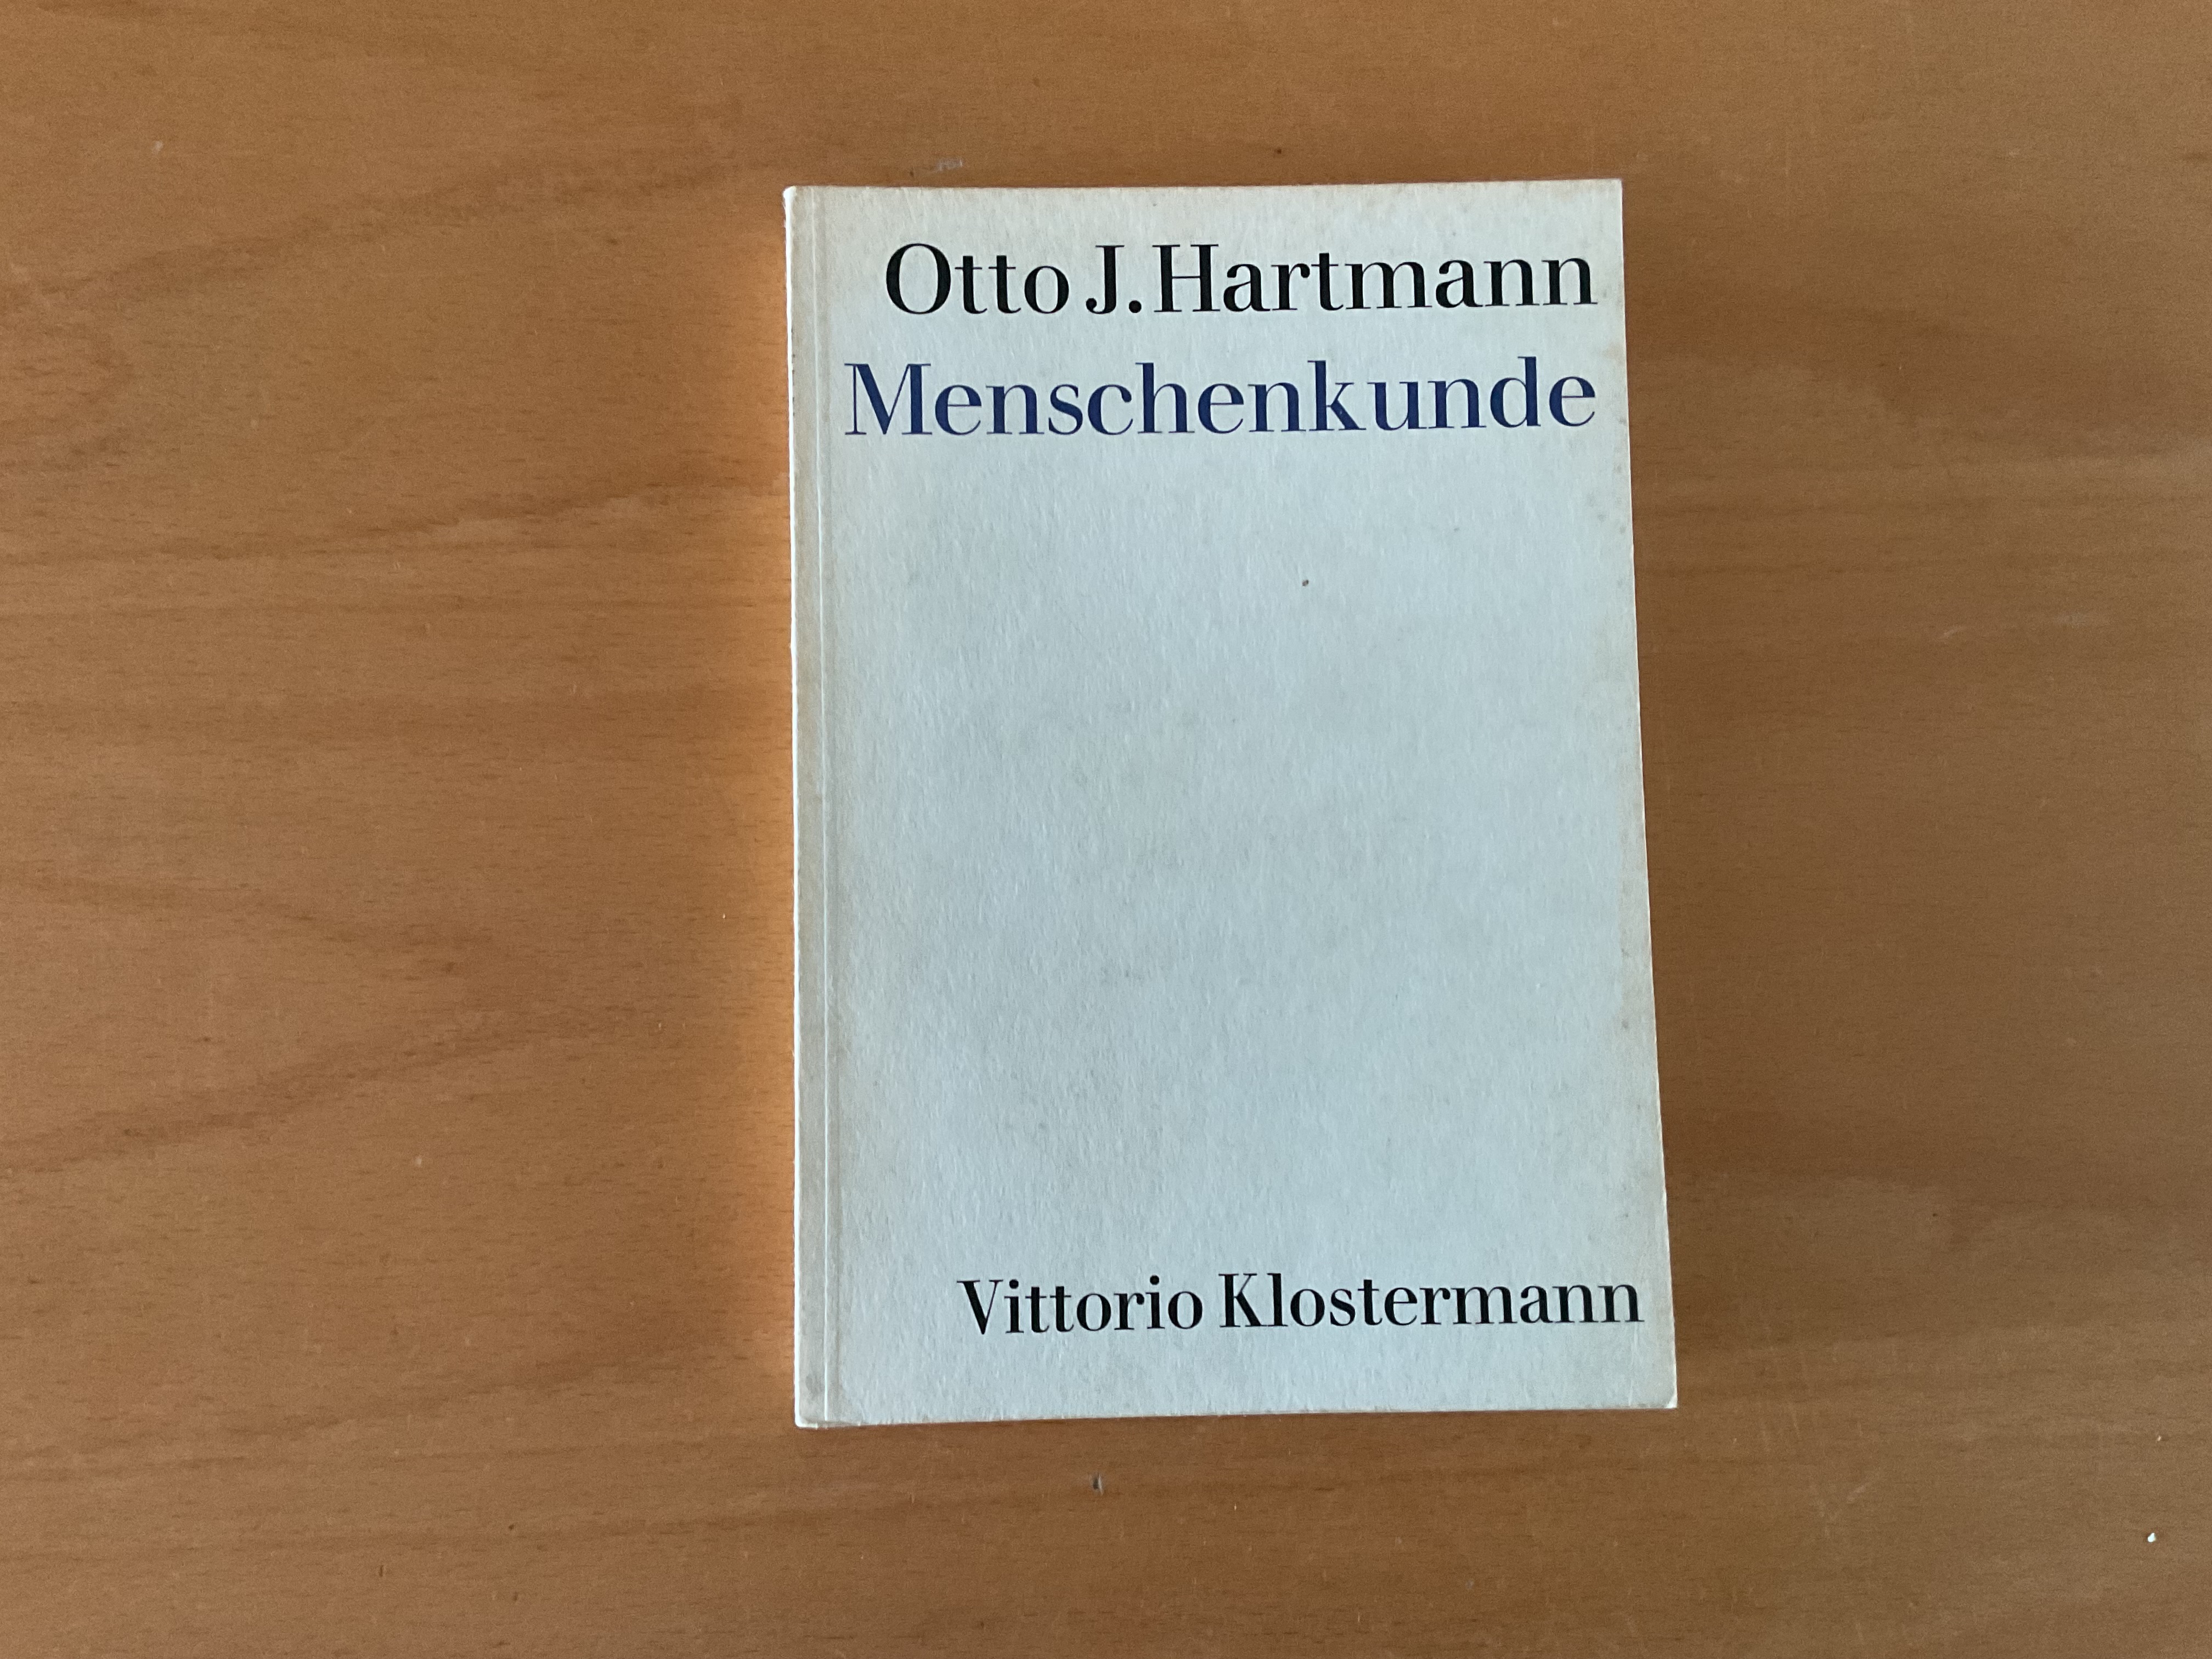 Otto J. Hartmann
Menschenkunde
Vittorio Klostermann